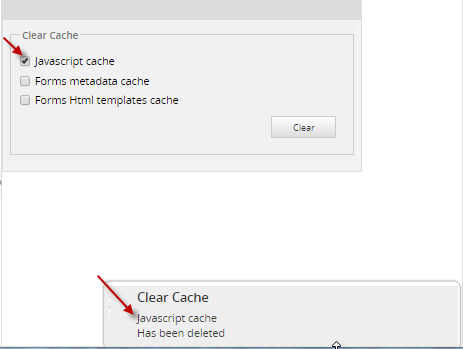 Clear Cache
Javascript cache
Forms metadata cache
Forms Html templates cache
Clear
Clear Cache
Javascript cache
Has been deleted